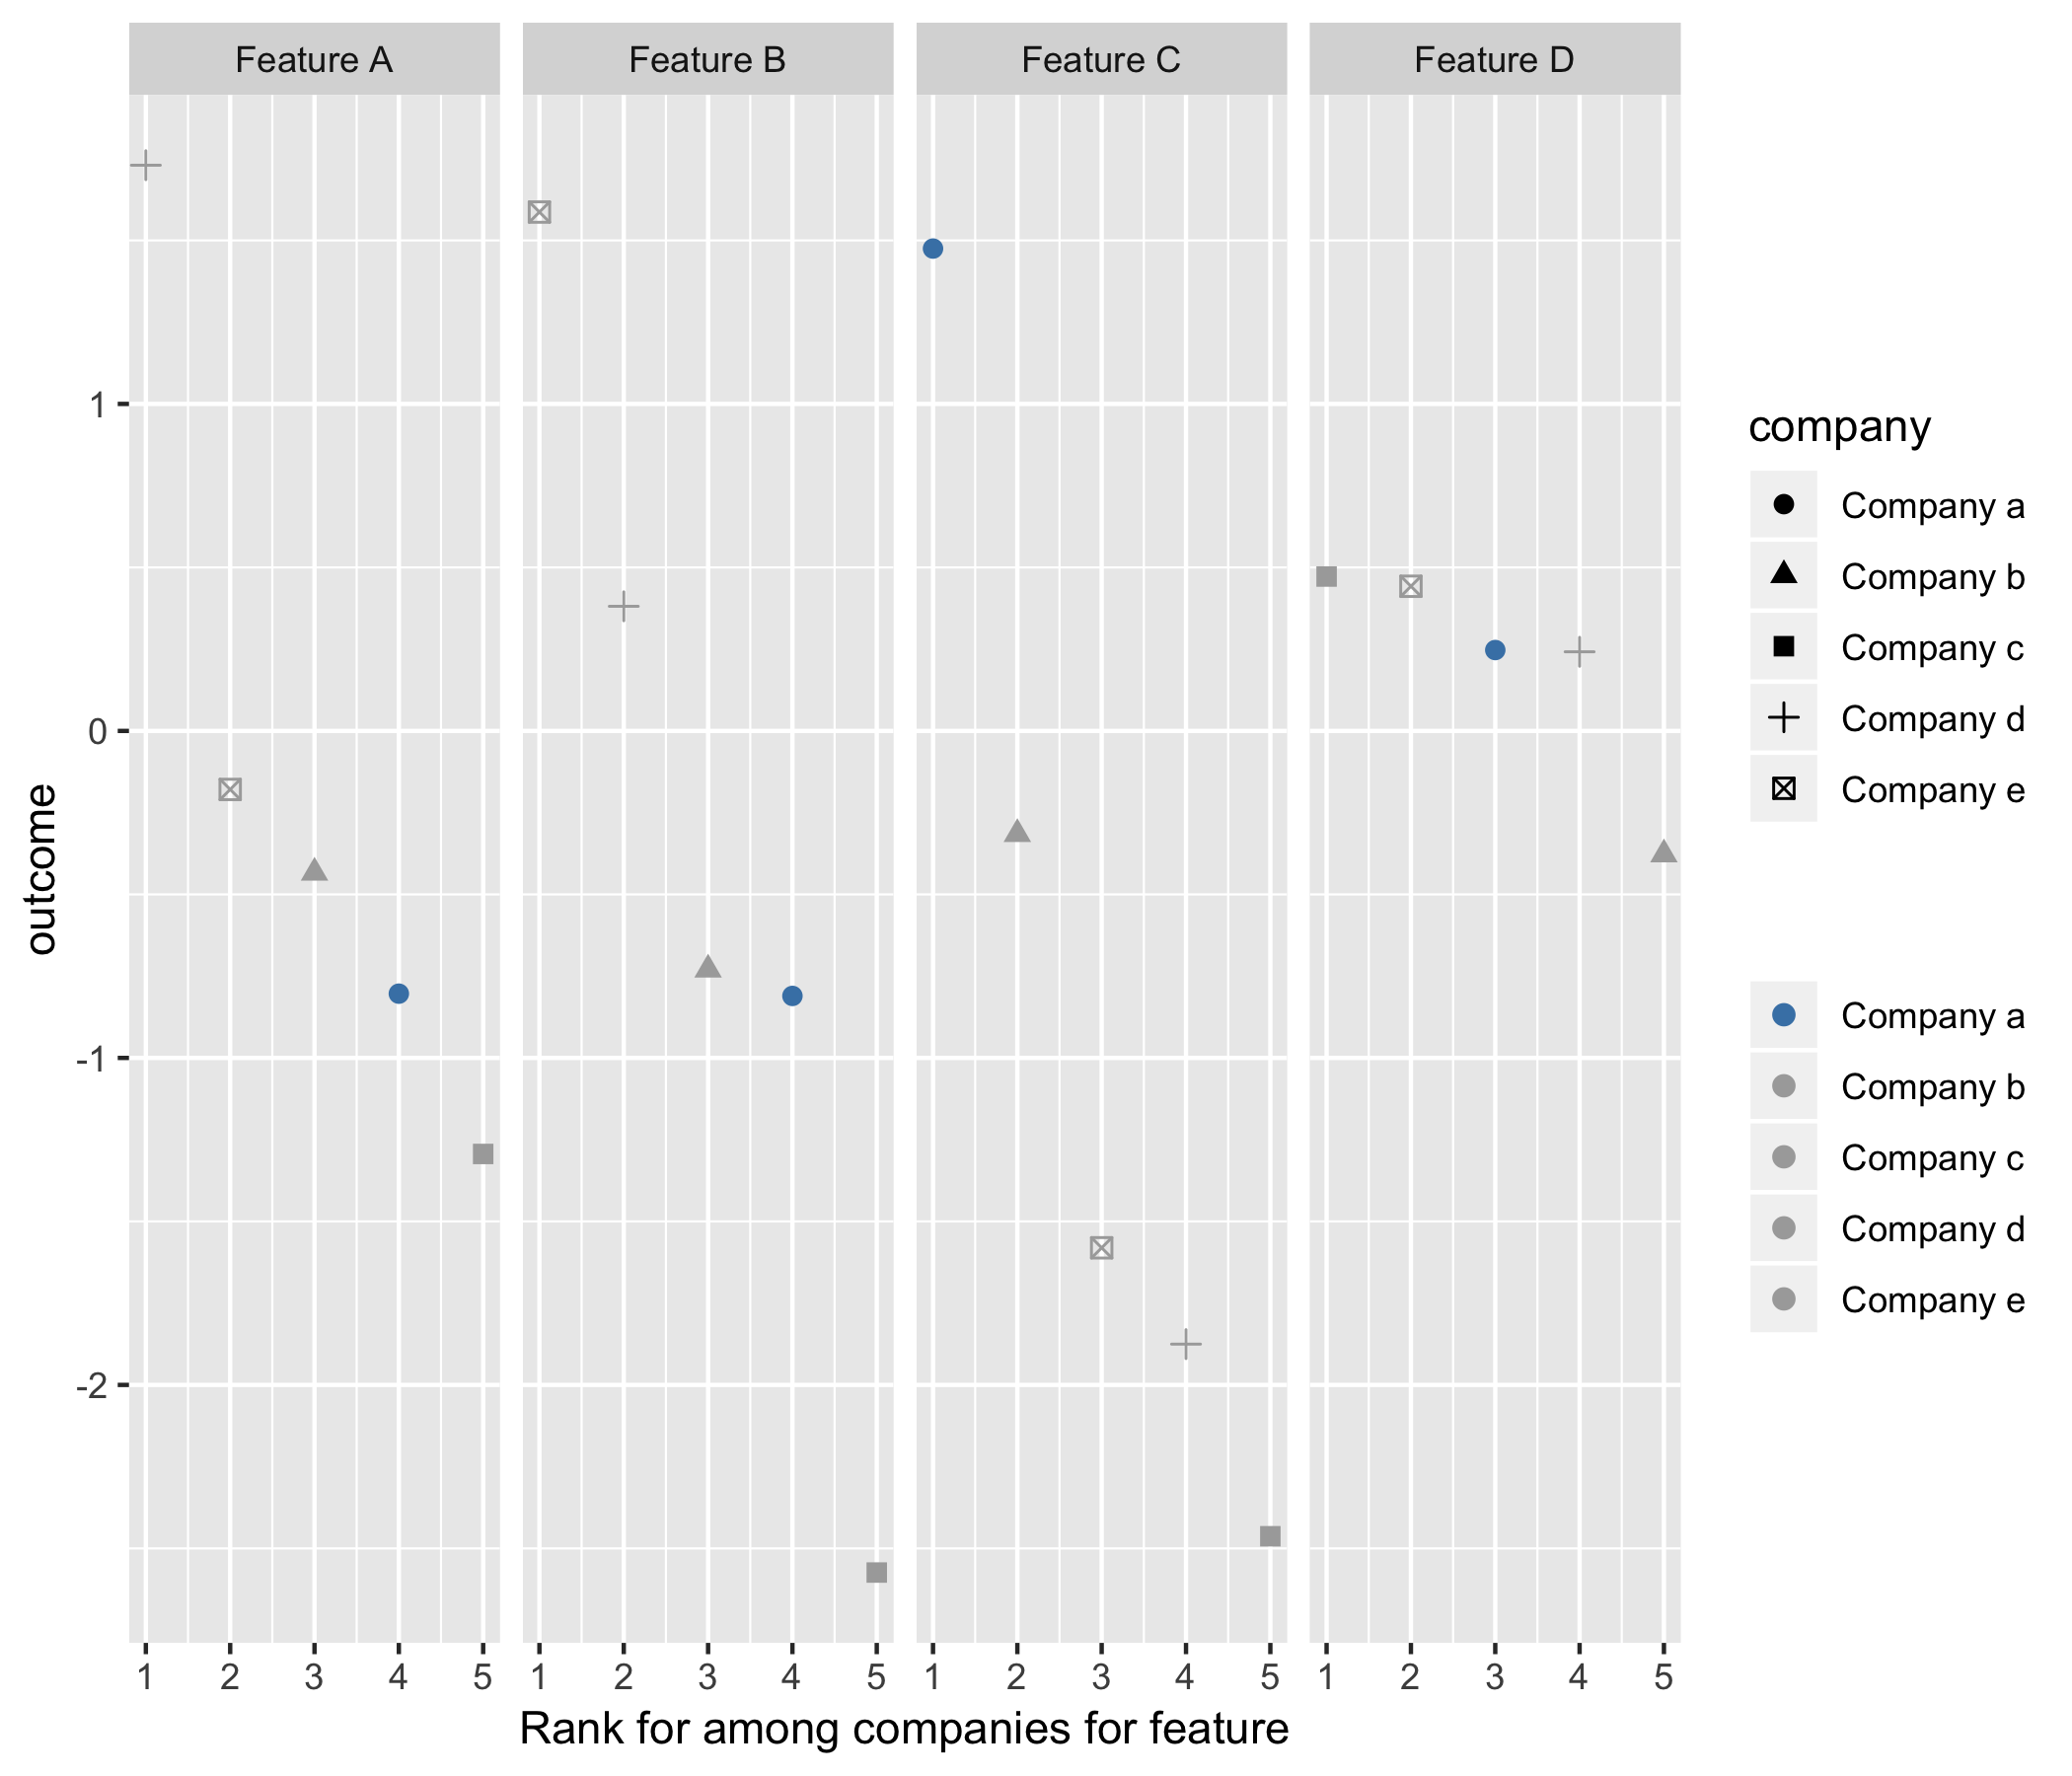 Feature A Feature B Feature C Feature D
1
0
-1
-2
outcome
1 2 3 4 5 1 2 3 4 5 1 2 3 4 5 1 2 3 4 5
Rank for among companies for feature
company
Company a
Company b
Company c
Company d
Company e
Company a
Company b
Company c
Company d
Company e